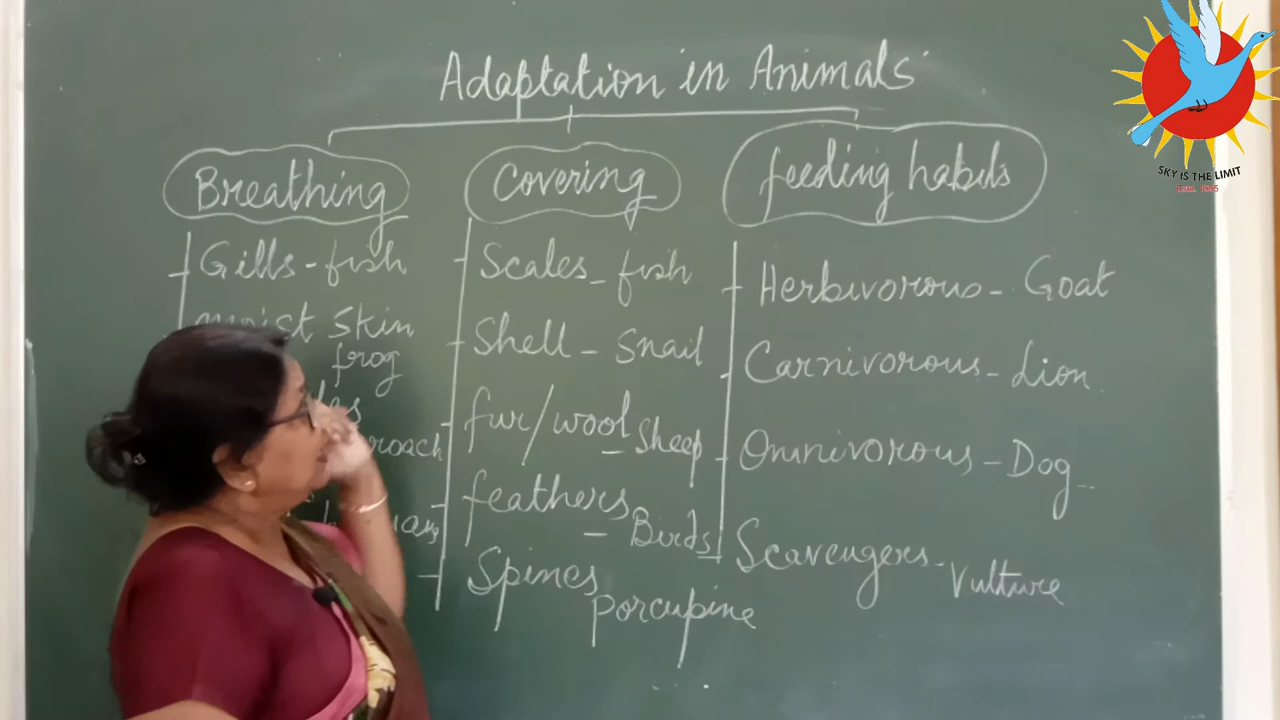 Adaptation in Animals
Breathing
Gills - fish
moist skin
frog
Covering
Scales - fish
Shell - Snail
fur/wool
- Sheep
feathers
- Birds
Spines
porcupine
feeding habits
Herbivorous - Goat
Carnivorous - Lion
Omnivorous - Dog
Scavengers - Vulture
SKY IS THE LIMIT